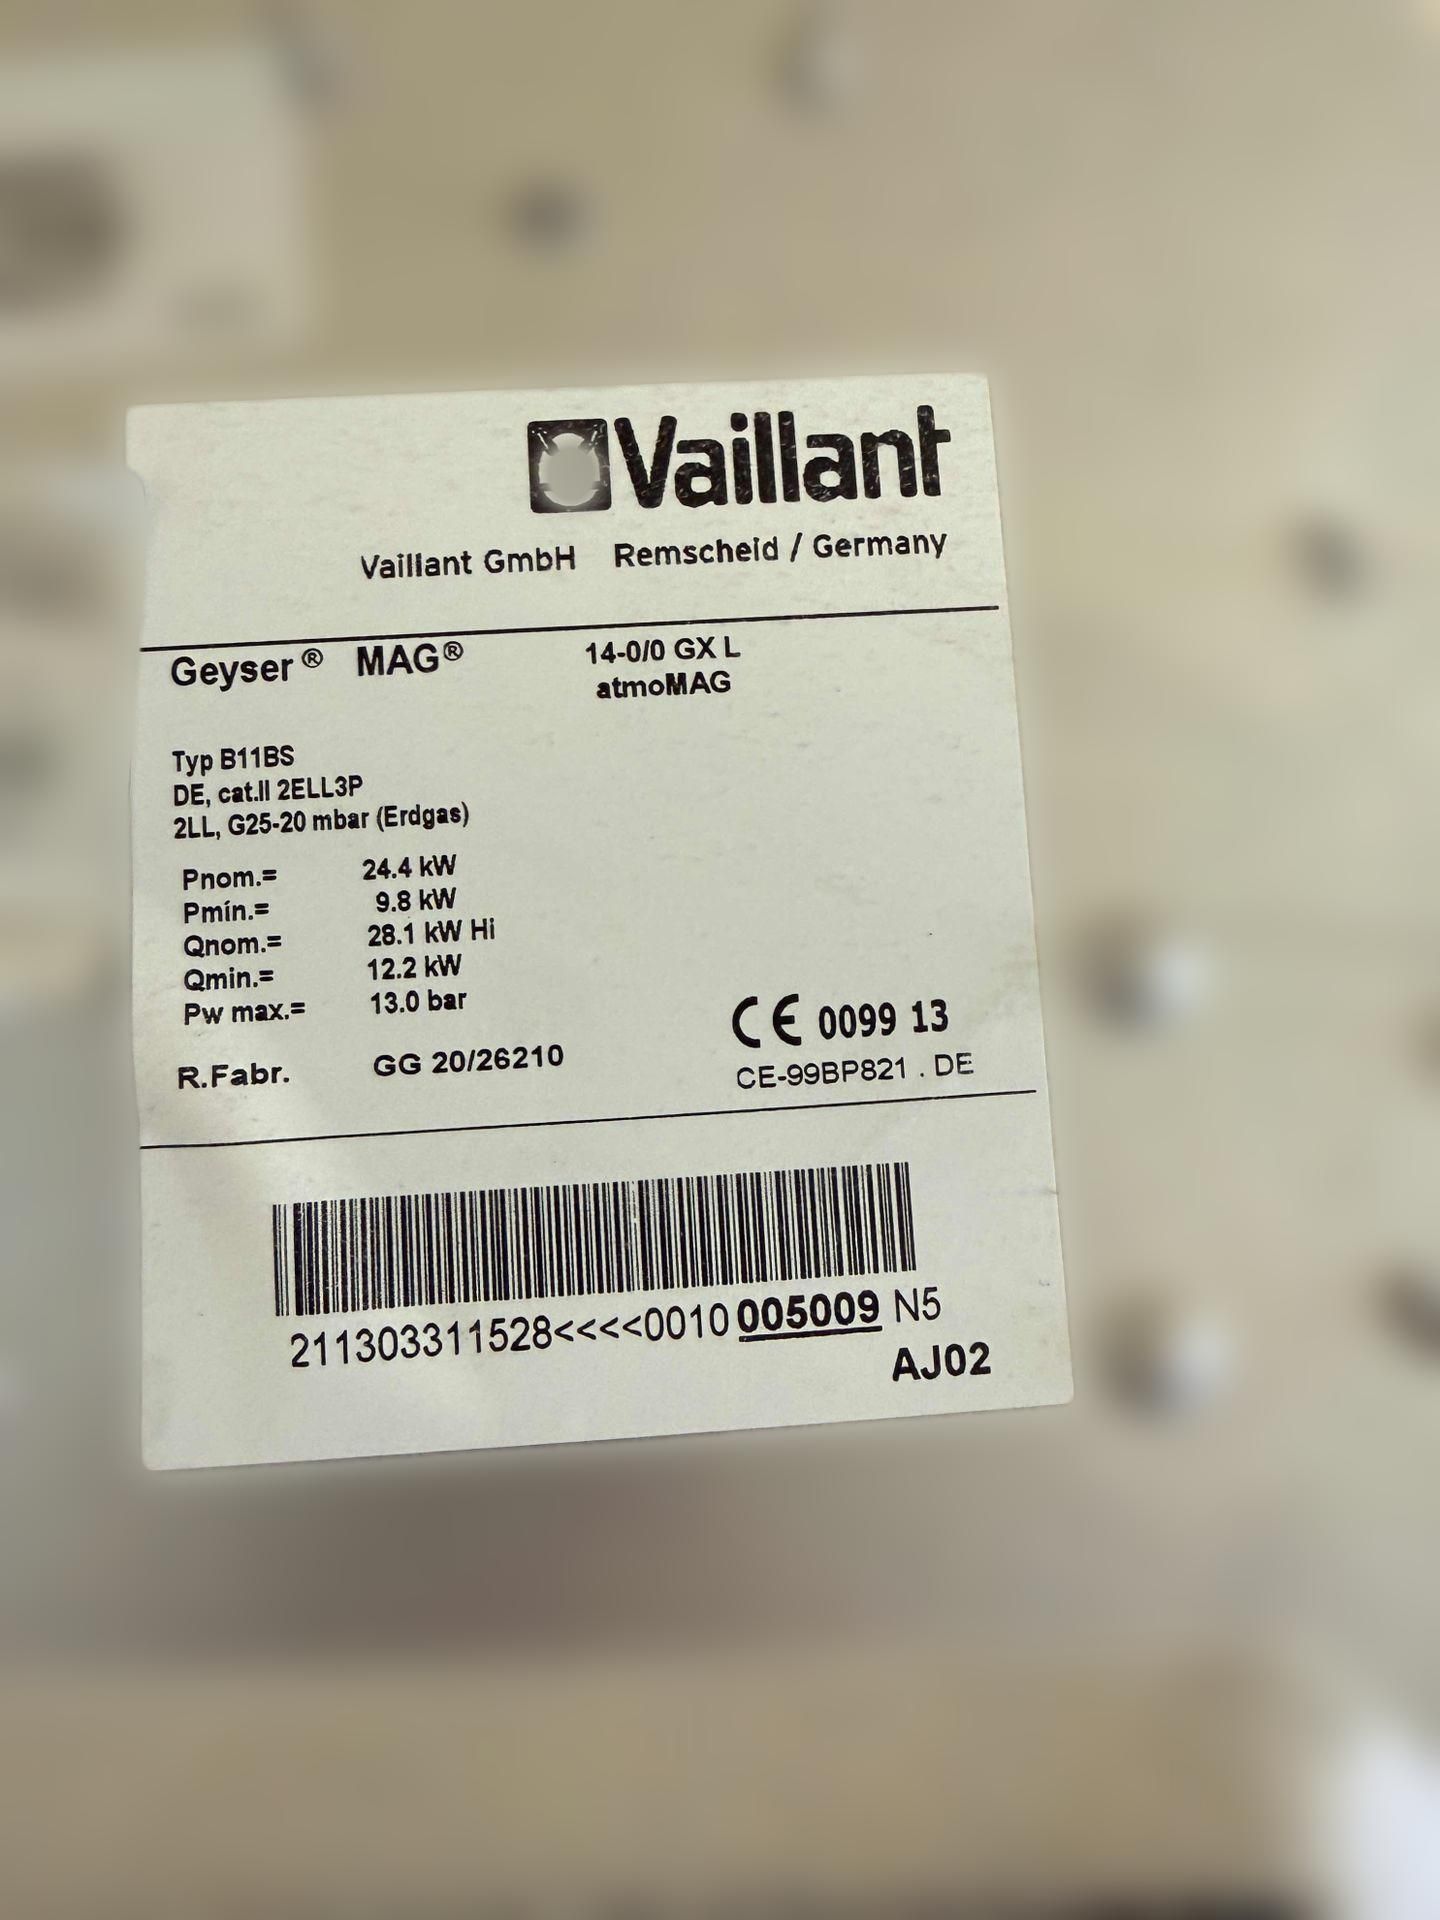 Vaillant
Vaillant GmbH Remscheid / Germany
Geyser® MAG® 14-0/0 GX L
atmoMAG
Typ B11BS
DE, cat.II 2ELL3P
2LL, G25-20 mbar (Erdgas)
Pnom.= 24.4 kW
Pmin.= 9.8 kW
Qnom.= 28.1 kW Hi
Qmin.= 12.2 kW
Pw max.= 13.0 bar
R.Fabr. GG 20/26210
CE 0099 13
CE-99BP821 . DE
211303311528<<<<0010005009 N5
AJ02